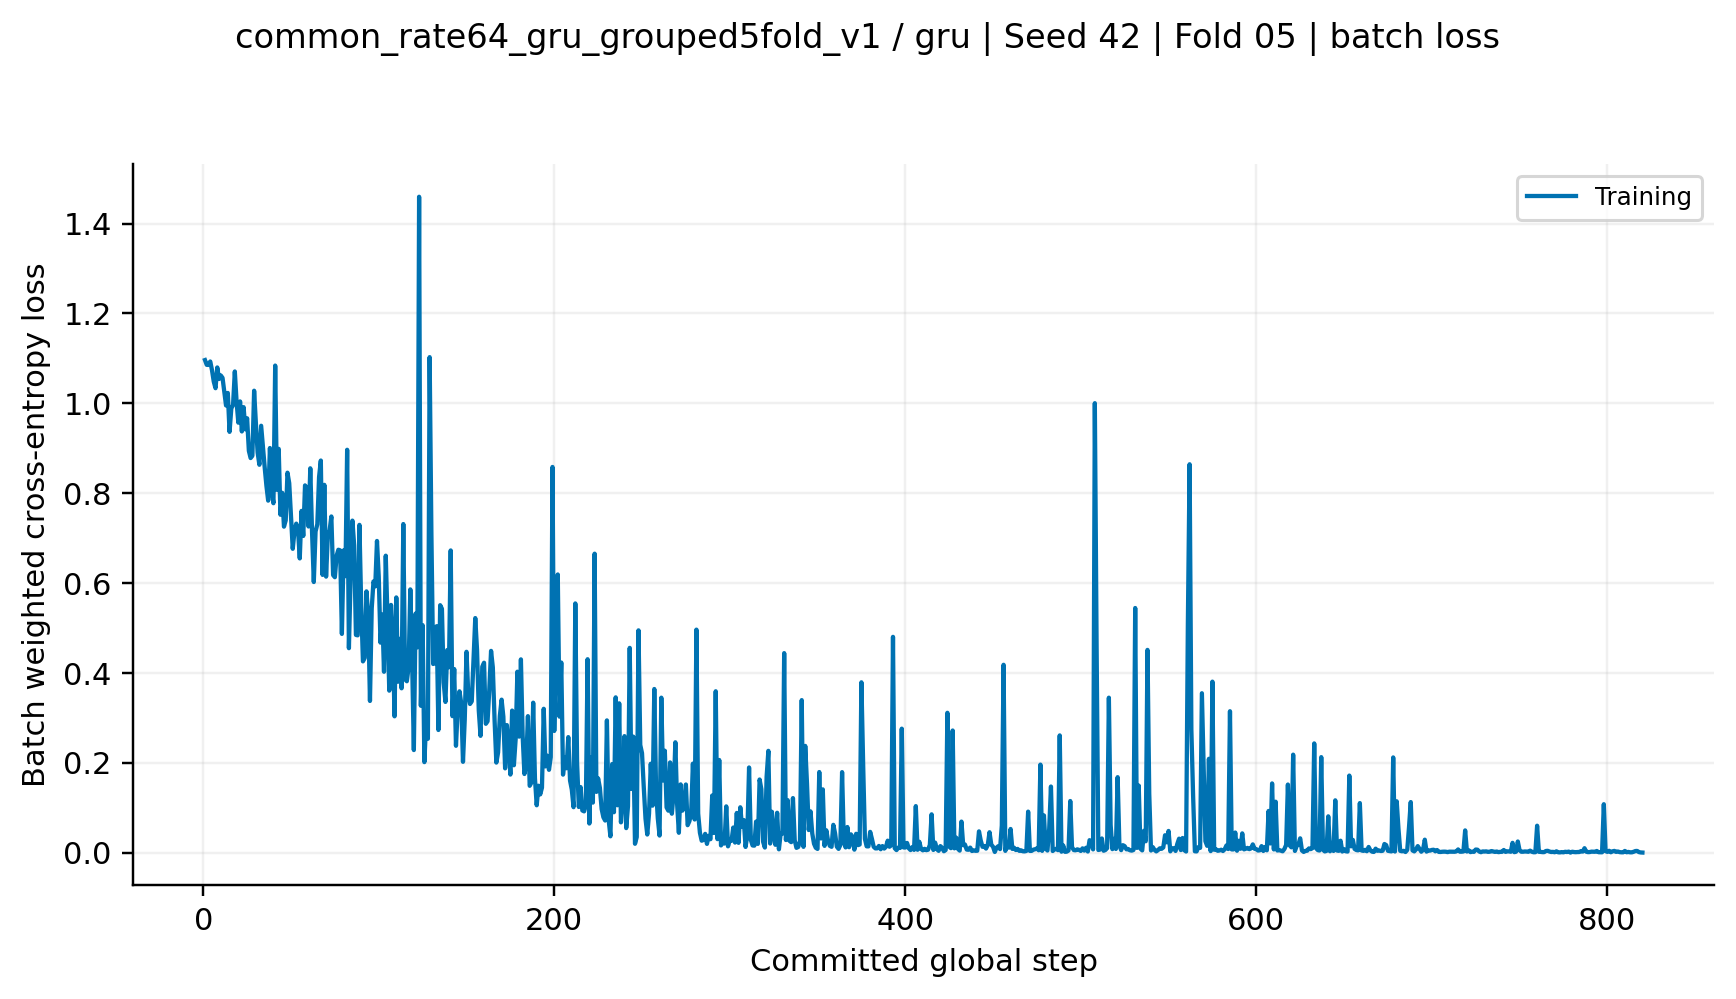 common_rate64_gru_grouped5fold_v1 / gru | Seed 42 | Fold 05 | batch loss
Training
Batch weighted cross-entropy loss
1.4
1.2
1.0
0.8
0.6
0.4
0.2
0.0
0 200 400 600 800
Committed global step